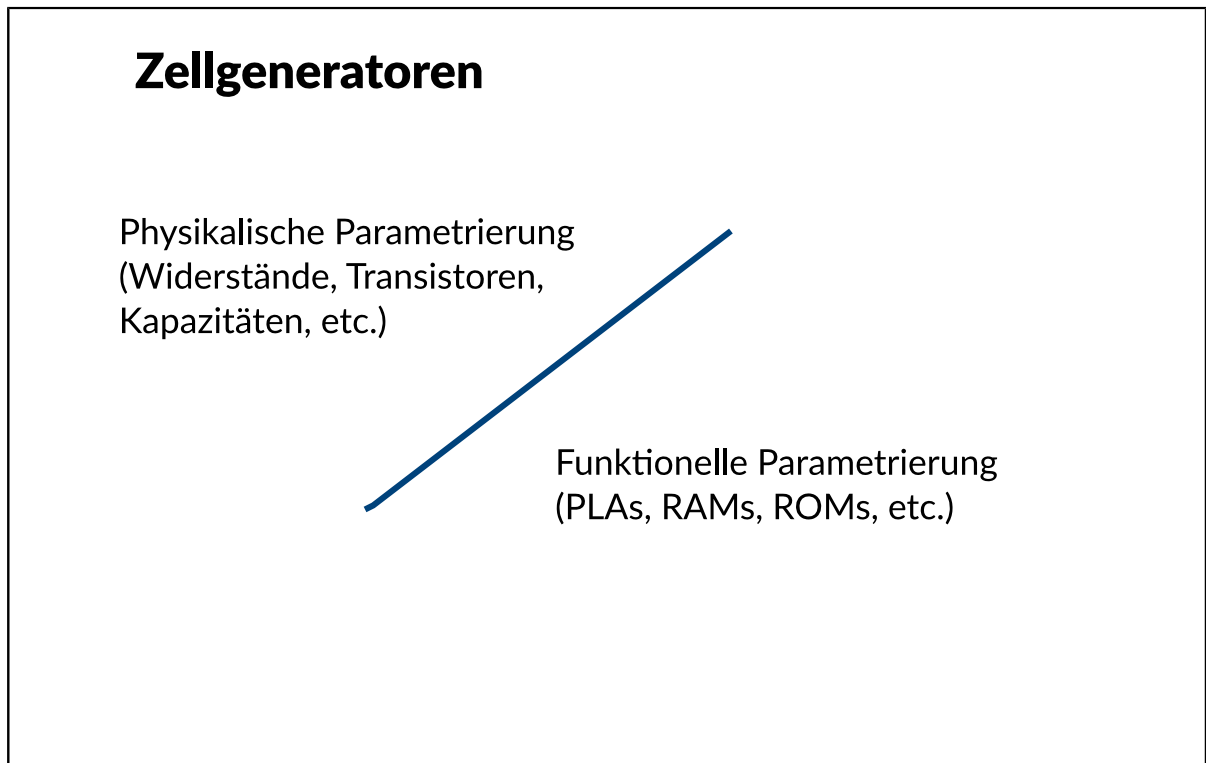 Zellgeneratoren
Physikalische Parametrierung
(Widerstände, Transistoren,
Kapazitäten, etc.)
Funktionelle Parametrierung
(PLAs, RAMs, ROMs, etc.)